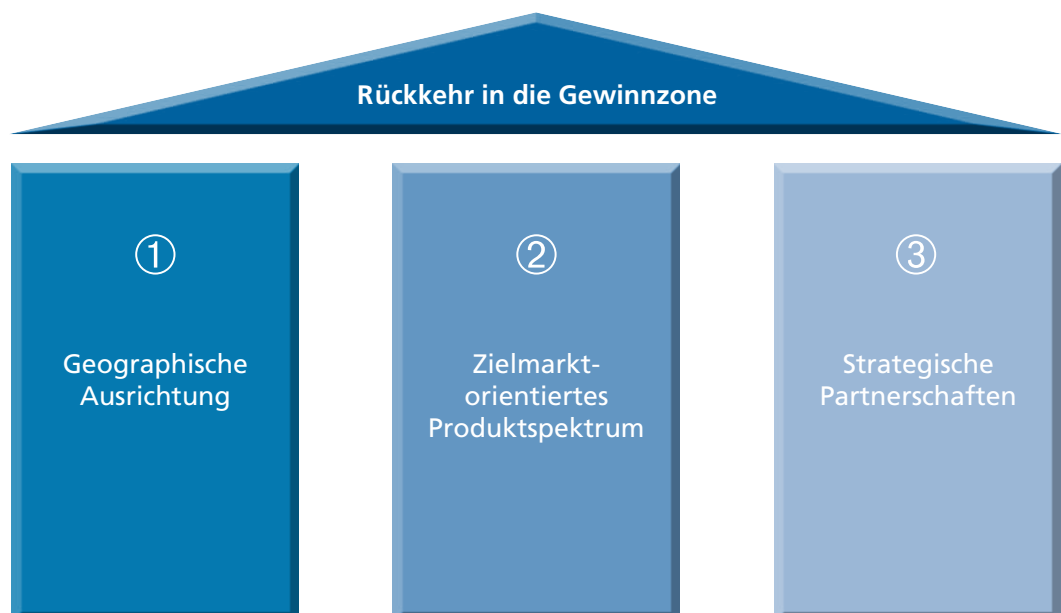 Rückkehr in die Gewinnzone
①
Geographische
Ausrichtung
②
Zielmarkt-
orientiertes
Produktspektrum
③
Strategische
Partnerschaften